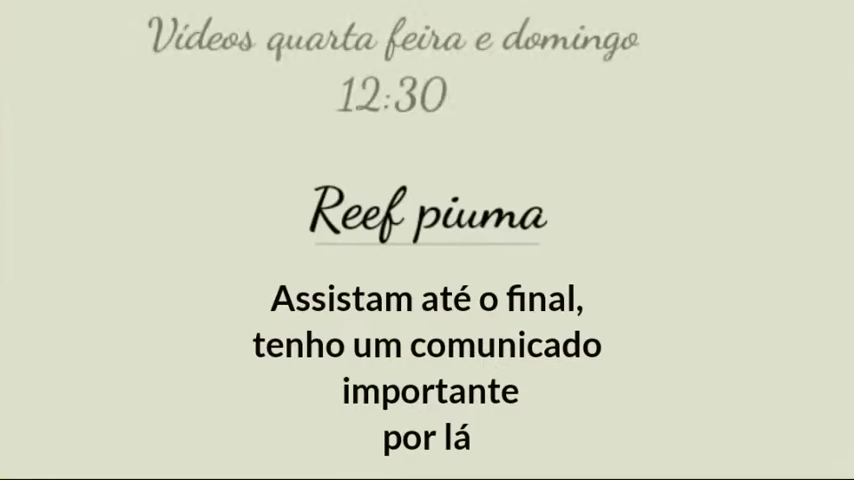 Vídeos quarta feira e domingo
12:30
Reef piuma
Assistam até o final,
tenho um comunicado
importante
por lá